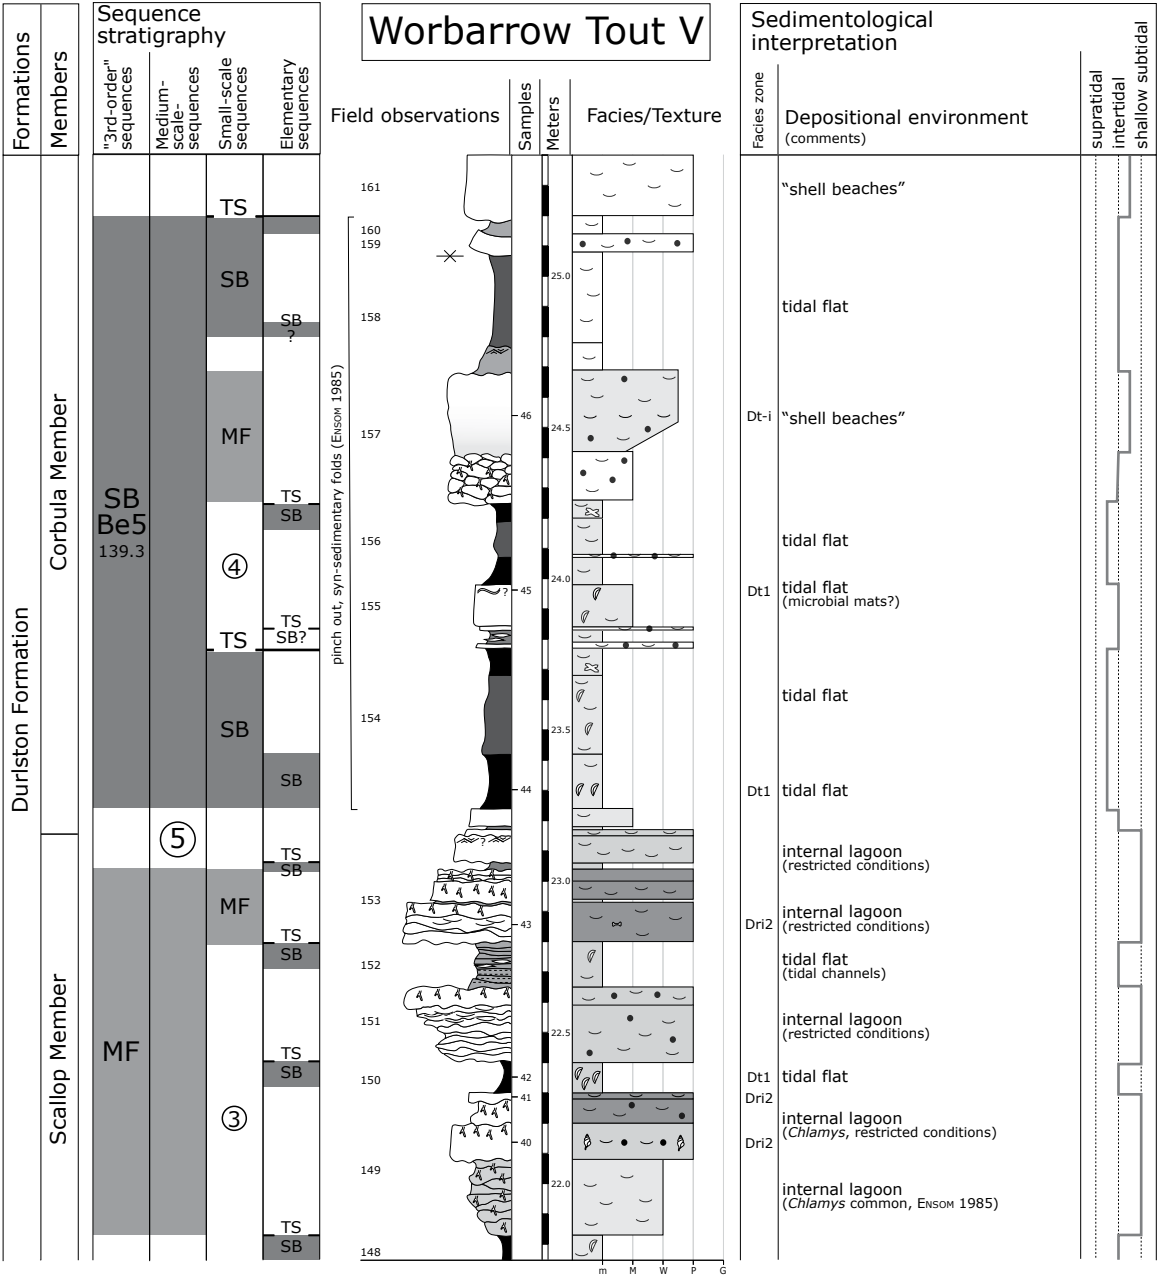 Worbarrow Tout V
Formations
Members
Sequence
stratigraphy
"3rd-order"
sequences
Medium-
scale-
sequences
Small-scale
sequences
Elementary
sequences
Field observations
Samples
Meters
Facies/Texture
Sedimentological
interpretation
Facies zone
Depositional environment
(comments)
supratidal
intertidal
shallow subtidal
Durlston Formation
Corbula Member
Scallop Member
SB
Be5
139.3
MF
5
TS
SB
MF
4
TS
SB
MF
3
SB
?
TS
SB
TS
SB?
SB
TS
SB
TS
SB
TS
SB
TS
SB
pinch out, syn-sedimentary folds (ENSOM 1985)
161
160
159
158
157
156
155
154
153
152
151
150
149
148
?
?
46
45
44
43
42
41
40
25.0
24.5
24.0
23.5
23.0
22.5
22.0
m M W P G
"shell beaches"
tidal flat
Dt-i "shell beaches"
tidal flat
Dt1 tidal flat
(microbial mats?)
tidal flat
Dt1 tidal flat
internal lagoon
(restricted conditions)
internal lagoon
Dri2 (restricted conditions)
tidal flat
(tidal channels)
internal lagoon
(restricted conditions)
Dt1 tidal flat
Dri2
internal lagoon
(Chlamys, restricted conditions)
Dri2
internal lagoon
(Chlamys common, ENSOM 1985)